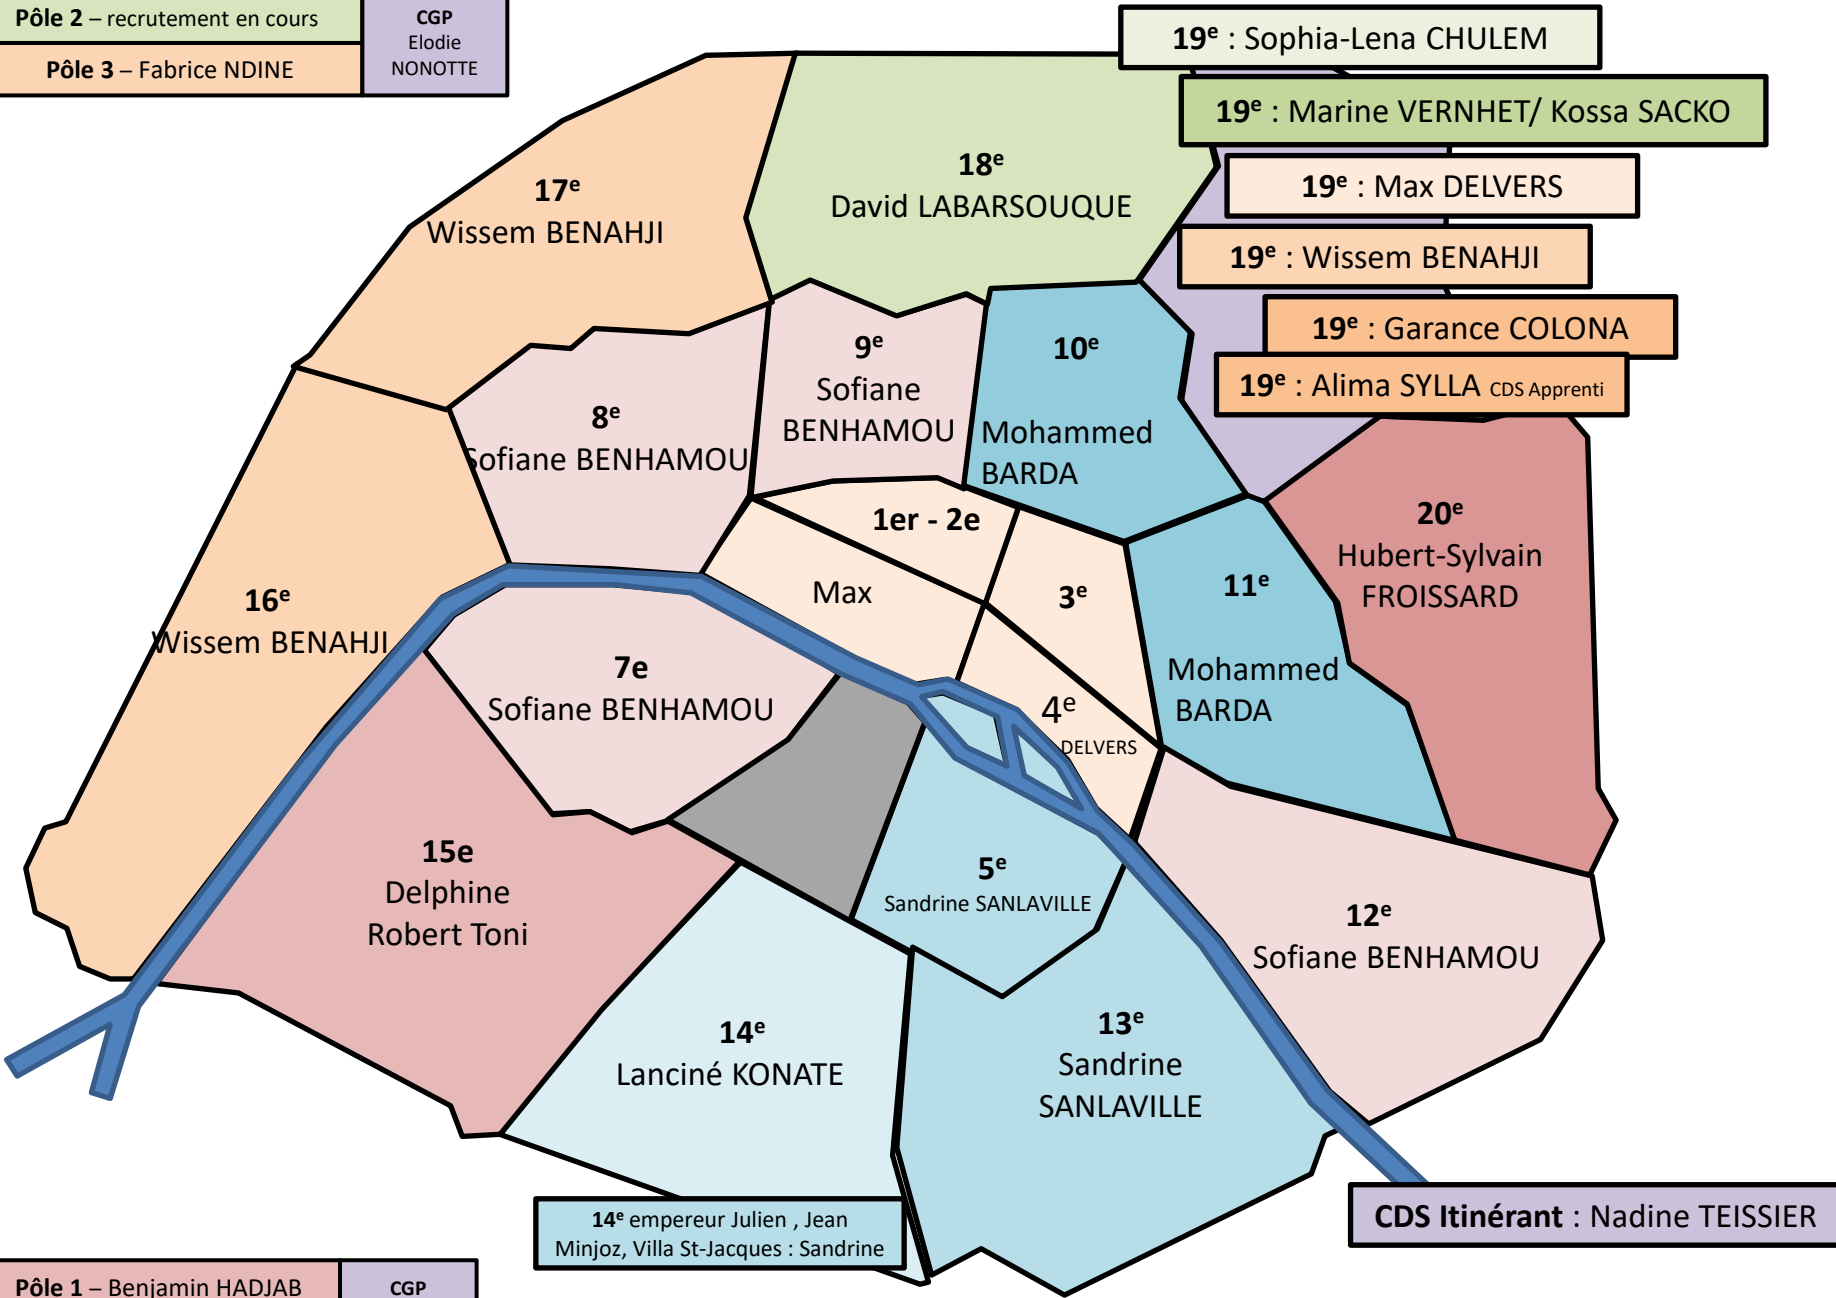 Pôle 2 – recrutement en cours
CGP
Elodie
NONOTTE
Pôle 3 – Fabrice NDINE
19e : Sophia-Lena CHULEM
19e : Marine VERNHET/ Kossa SACKO
19e : Max DELVERS
19e : Wissem BENAHJI
19e : Garance COLONA
19e : Alima SYLLA CDS Apprenti
17e
Wissem BENAHJI
18e
David LABARSOUQUE
9e
Sofiane
BENHAMOU
10e
Mohammed
BARDA
8e
Sofiane BENHAMOU
1er - 2e
Max
3e
4e
DELVERS
11e
Mohammed
BARDA
20e
Hubert-Sylvain
FROISSARD
16e
Wissem BENAHJI
7e
Sofiane BENHAMOU
15e
Delphine
Robert Toni
5e
Sandrine SANLAVILLE
12e
Sofiane BENHAMOU
14e
Lanciné KONATE
13e
Sandrine
SANLAVILLE
14e empereur Julien , Jean
Minjoz, Villa St-Jacques : Sandrine
CDS Itinérant : Nadine TEISSIER
Pôle 1 – Benjamin HADJAB
CGP